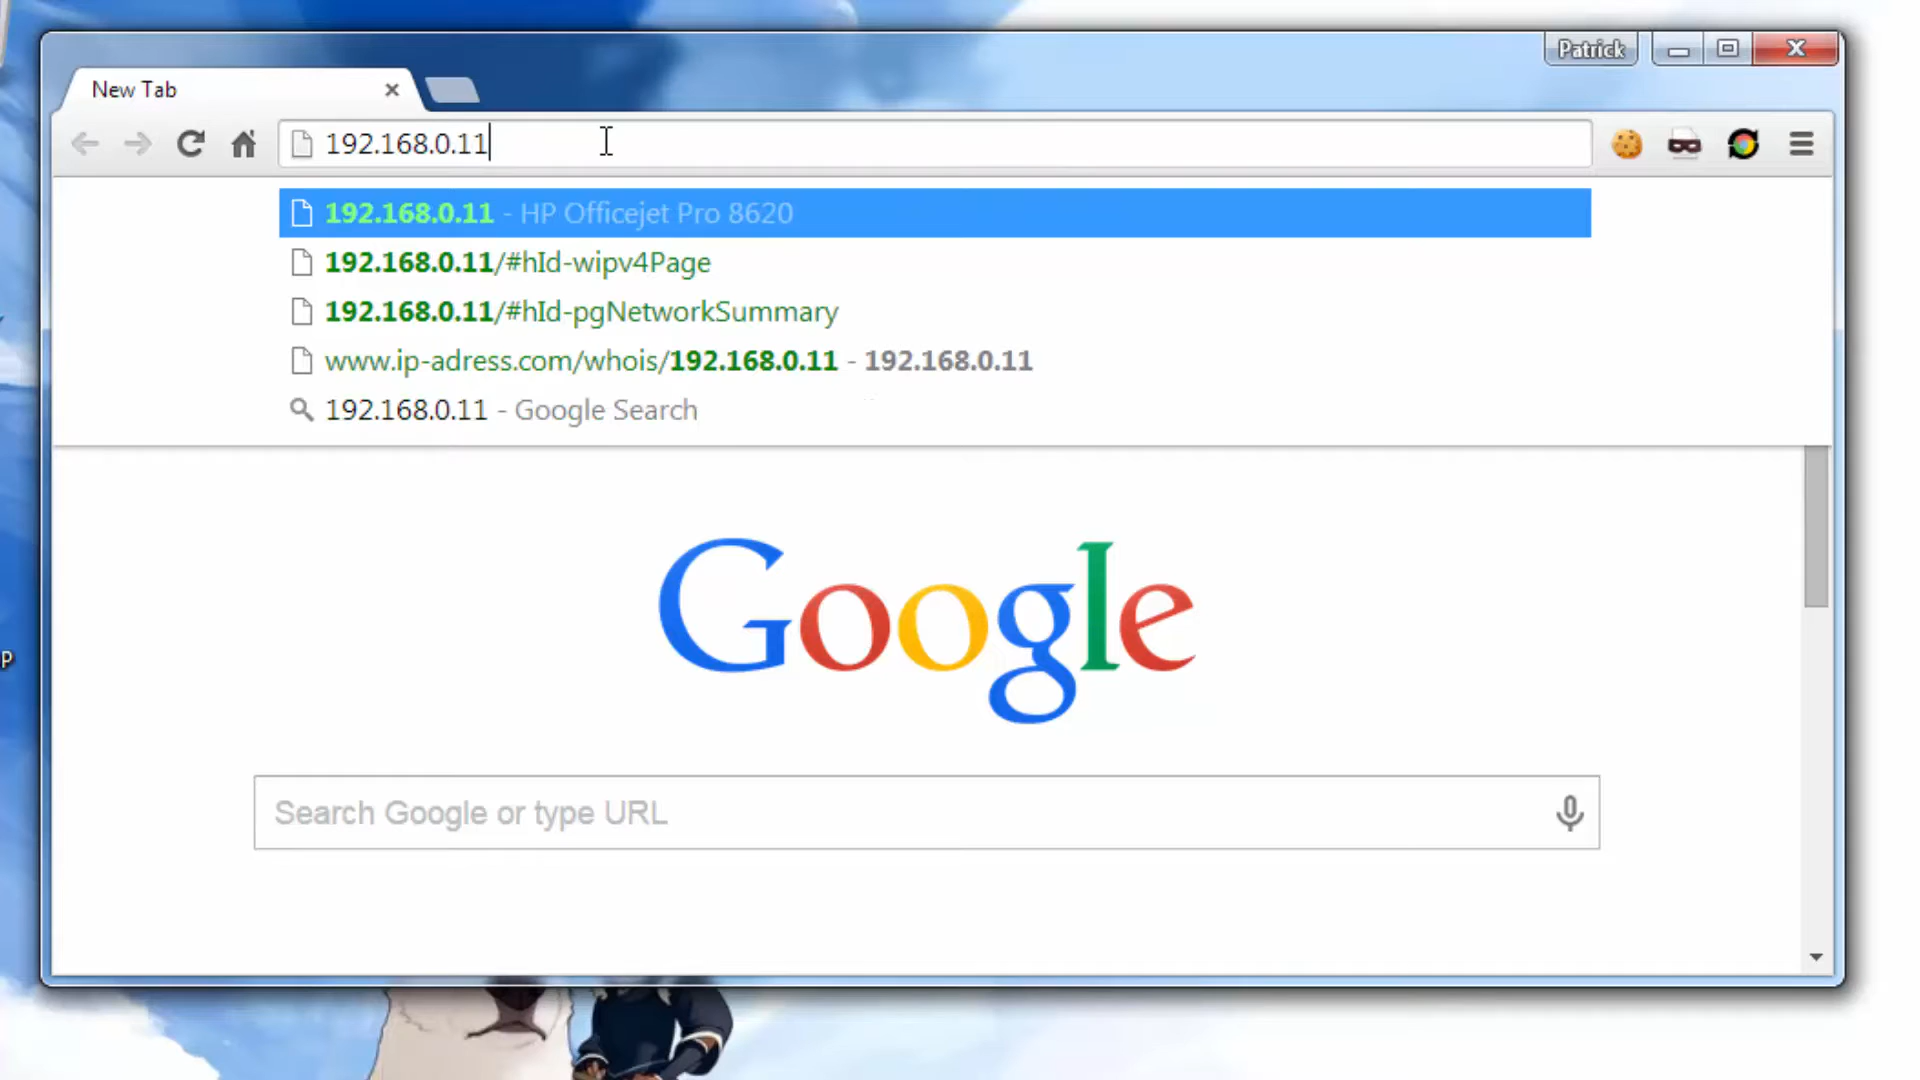 Patrick
New Tab
192.168.0.11
192.168.0.11 - HP Officejet Pro 8620
192.168.0.11/#hId-wipv4Page
192.168.0.11/#hId-pgNetworkSummary
www.ip-adress.com/whois/192.168.0.11 - 192.168.0.11
192.168.0.11 - Google Search
Google
Search Google or type URL
p